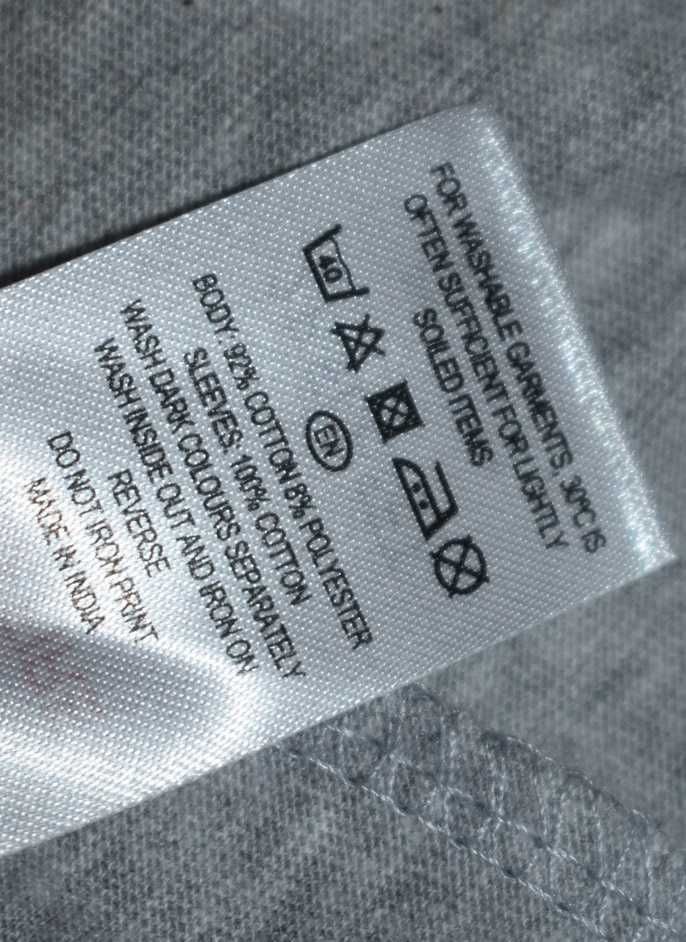 FOR WASHABLE GARMENTS, 30°C IS
OFTEN SUFFICIENT FOR LIGHTLY
SOILED ITEMS
40
EN
BODY: 92% COTTON 8% POLYESTER
SLEEVES: 100% COTTON
WASH DARK COLOURS SEPARATELY
WASH INSIDE OUT AND IRON ON
REVERSE
DO NOT IRON PRINT
MADE IN INDIA